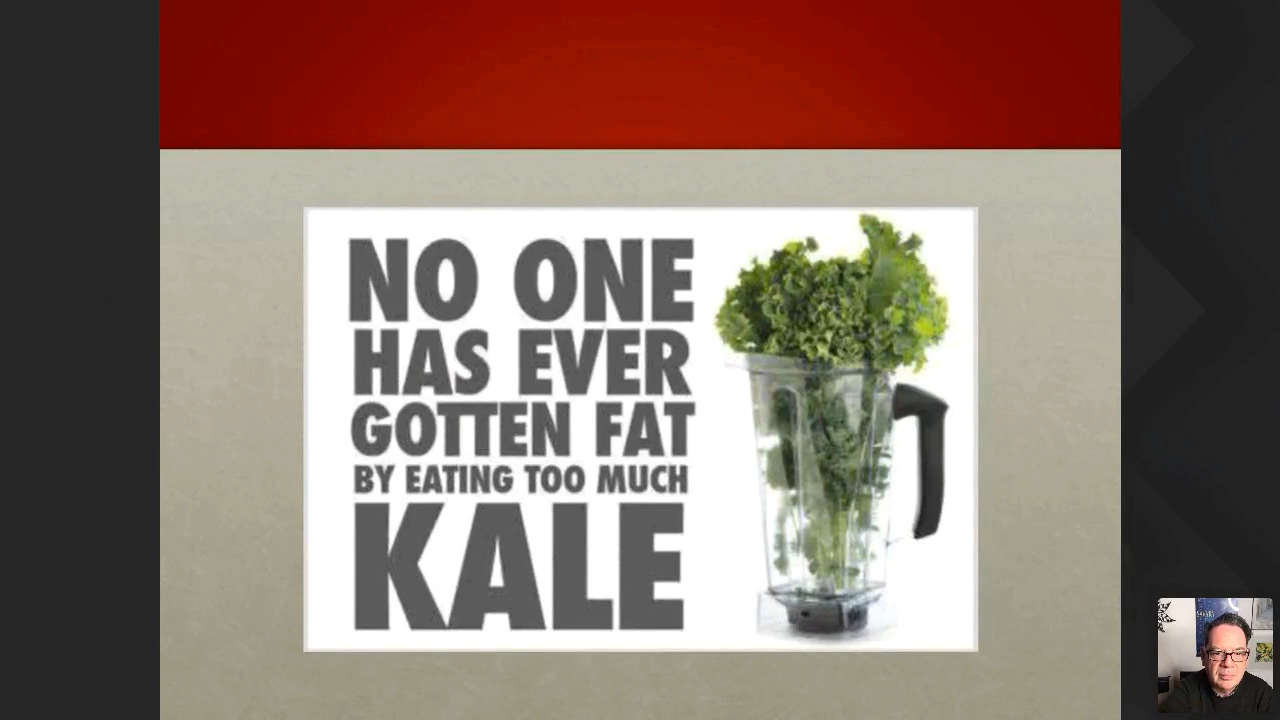 NO ONE
HAS EVER
GOTTEN FAT
BY EATING TOO MUCH
KALE